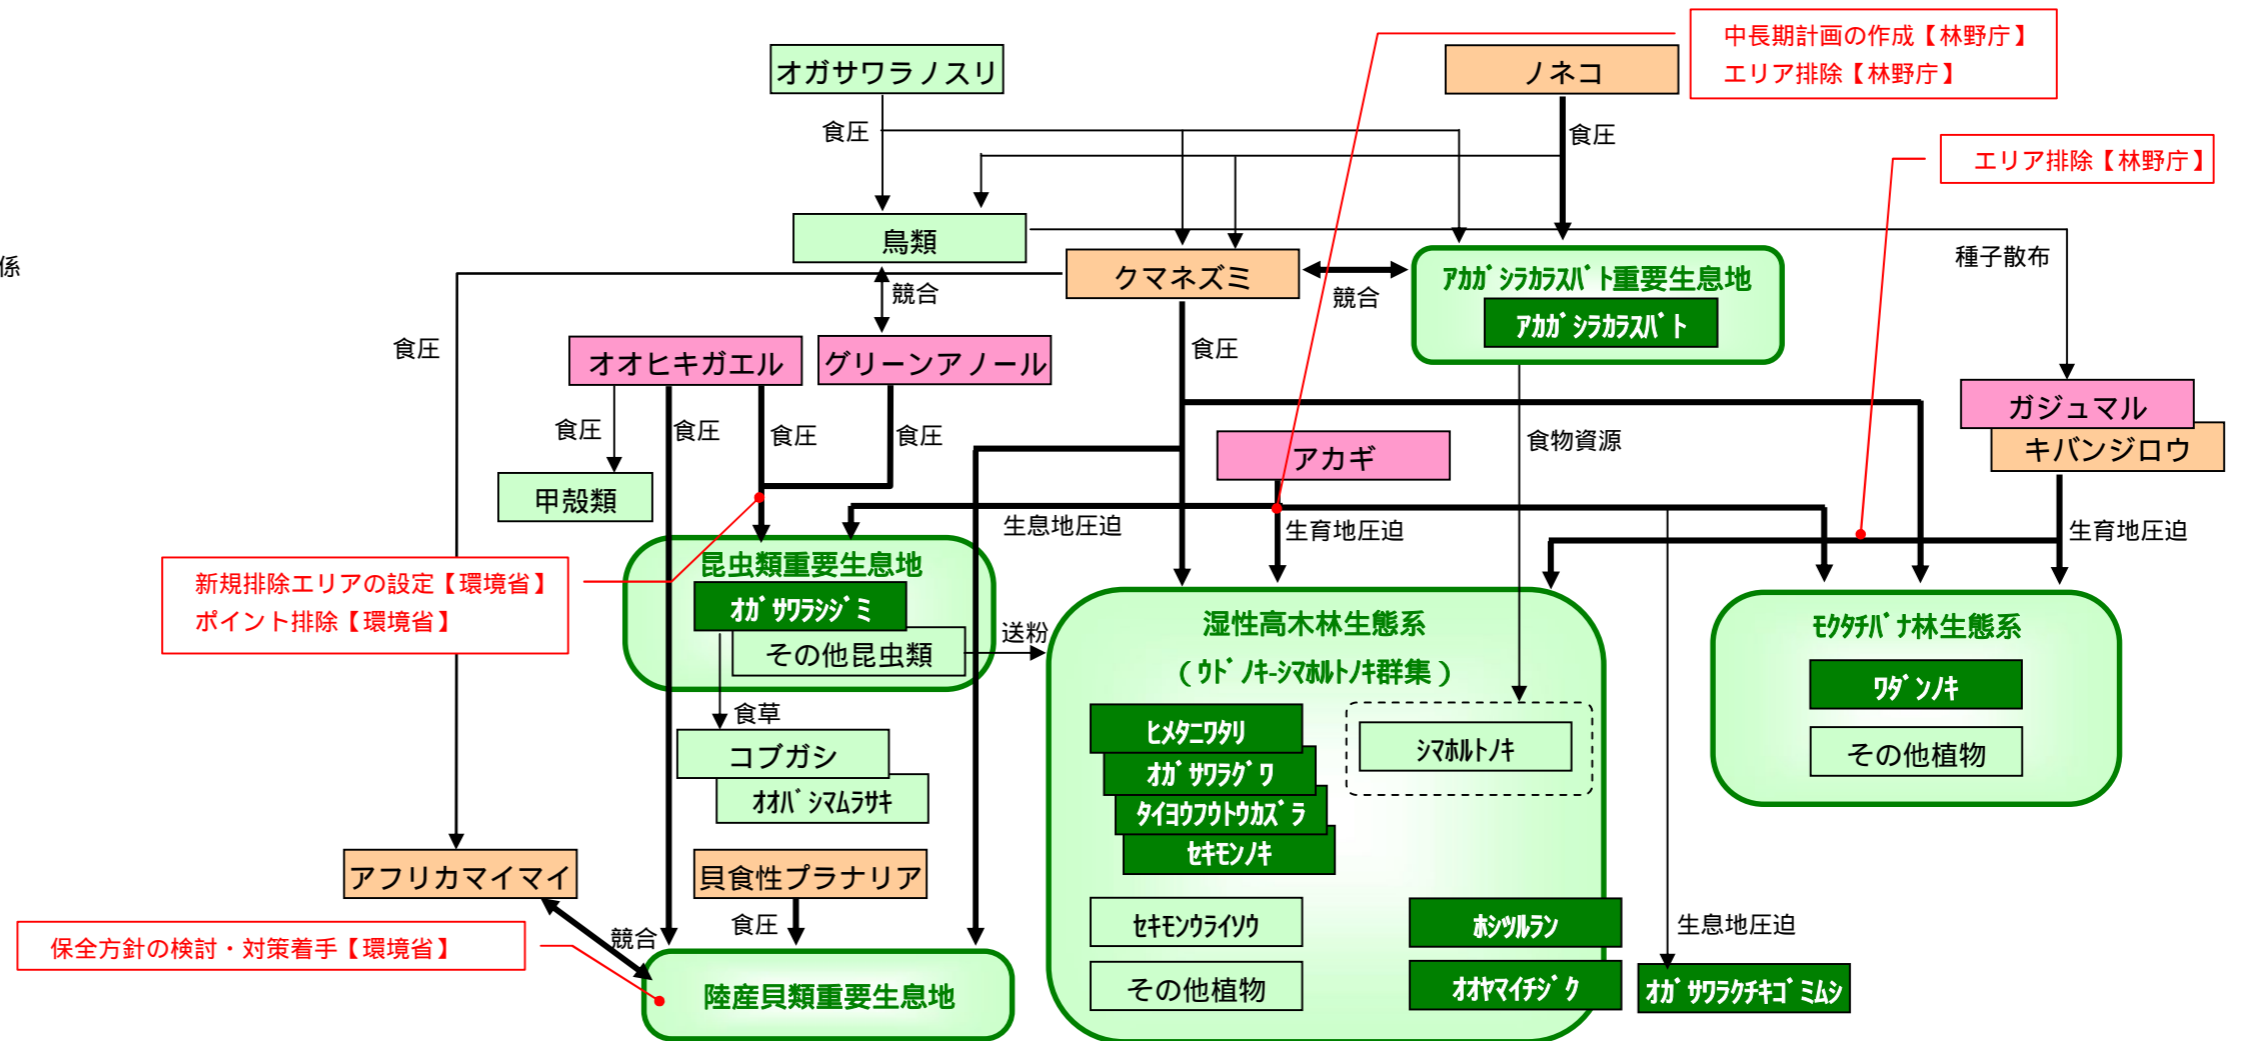 中長期計画の作成【林野庁】
エリア排除【林野庁】
オガサワラノスリ
ノネコ
食圧
食圧
エリア排除【林野庁】
鳥類
種子散布
係
クマネズミ
アカガシラカラスバト重要生息地
競合
競合
アカガシラカラスバト
食圧
食圧
オオヒキガエル
グリーンアノール
ガジュマル
キバンジロウ
食圧
食圧
食圧
食圧
アカギ
食物資源
甲殻類
生息地圧迫
生育地圧迫
生育地圧迫
新規排除エリアの設定【環境省】
ポイント排除【環境省】
昆虫類重要生息地
オガサワラシジミ
その他昆虫類
送粉
湿性高木林生態系
（ウドノキ-シマホルトノキ群集）
モクタチバナ林生態系
ワダンノキ
その他植物
食草
コブガシ
オオバシマムラサキ
ヒメタニワタリ
オガサワラグワ
タイヨウフウトウカズラ
セキモンノキ
シマホルトノキ
アフリカマイマイ
貝食性プラナリア
食圧
競合
保全方針の検討・対策着手【環境省】
陸産貝類重要生息地
セキモンウライソウ
その他植物
ホシツルラン
オオヤマイチジク
生息地圧迫
オガサワラクチキゴミムシ